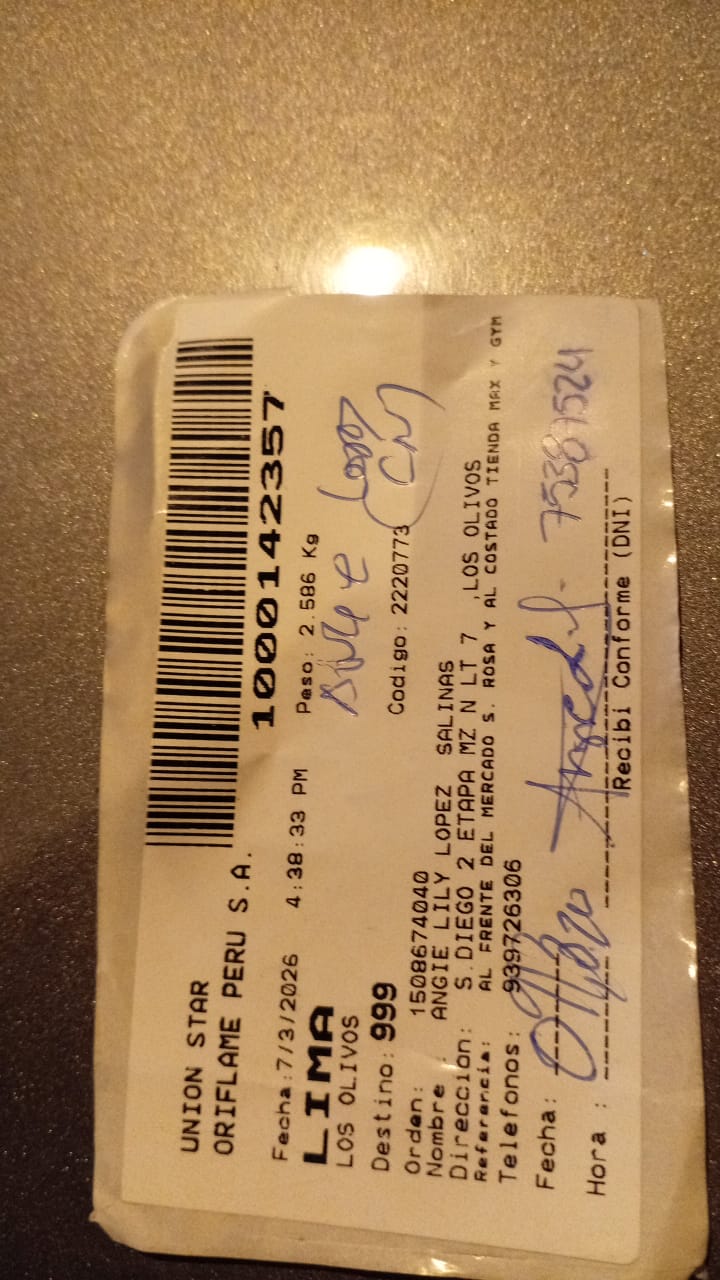 UNION STAR
ORIFLAME PERU S.A.
1000142357
Fecha:7/3/2026 4:38:33 PM Peso: 2.586 Kg
LIMA
LOS OLIVOS
Angie Lopez
Destino: 999 Codigo: 2220773
Orden: 1508674040
Nombre : ANGIE LILY LOPEZ SALINAS
Dirección: S.DIEGO 2 ETAPA MZ N LT 7 ,LOS OLIVOS
Referencia: AL FRENTE DEL MERCADO S. ROSA Y AL COSTADO TIENDA MAX Y GYM
Telefonos: 939726306
Fecha:
75387524
Hora :
Recibi Conforme (DNI)